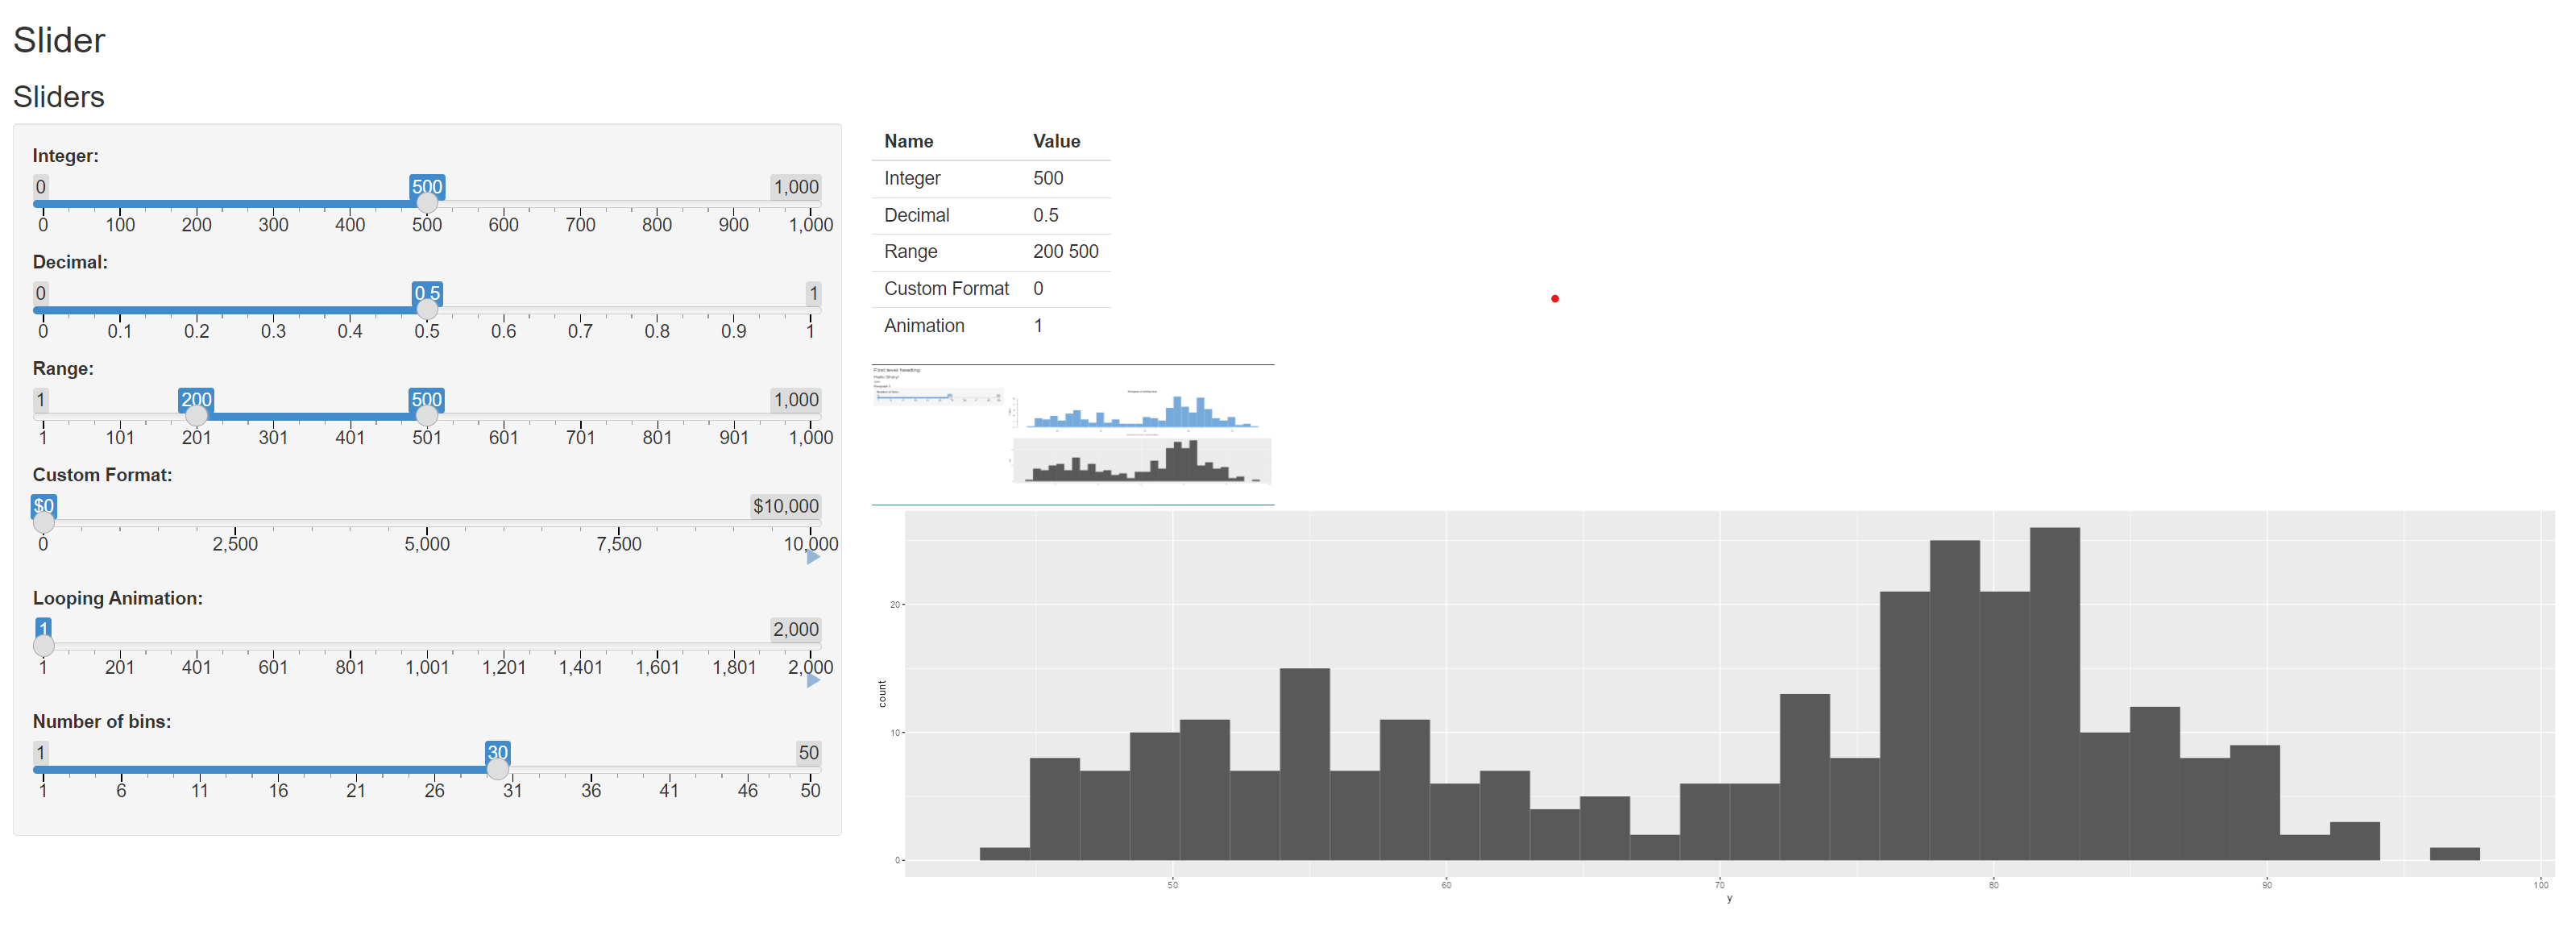 Slider
Sliders
Integer:
0 500 1,000
0 100 200 300 400 500 600 700 800 900 1,000
Decimal:
0 0.5 1
0 0.1 0.2 0.3 0.4 0.5 0.6 0.7 0.8 0.9 1
Range:
1 200 500 1,000
1 101 201 301 401 501 601 701 801 901 1,000
Custom Format:
$0 $10,000
0 2,500 5,000 7,500 10,000
Looping Animation:
1 2,000
1 201 401 601 801 1,001 1,201 1,401 1,601 1,801 2,000
Number of bins:
1 30 50
1 6 11 16 21 26 31 36 41 46 50
Name Value
Integer 500
Decimal 0.5
Range 200 500
Custom Format 0
Animation 1
First level heading
Hello Shiny!
20
10
0
count
50 60 70 80 90 100
y